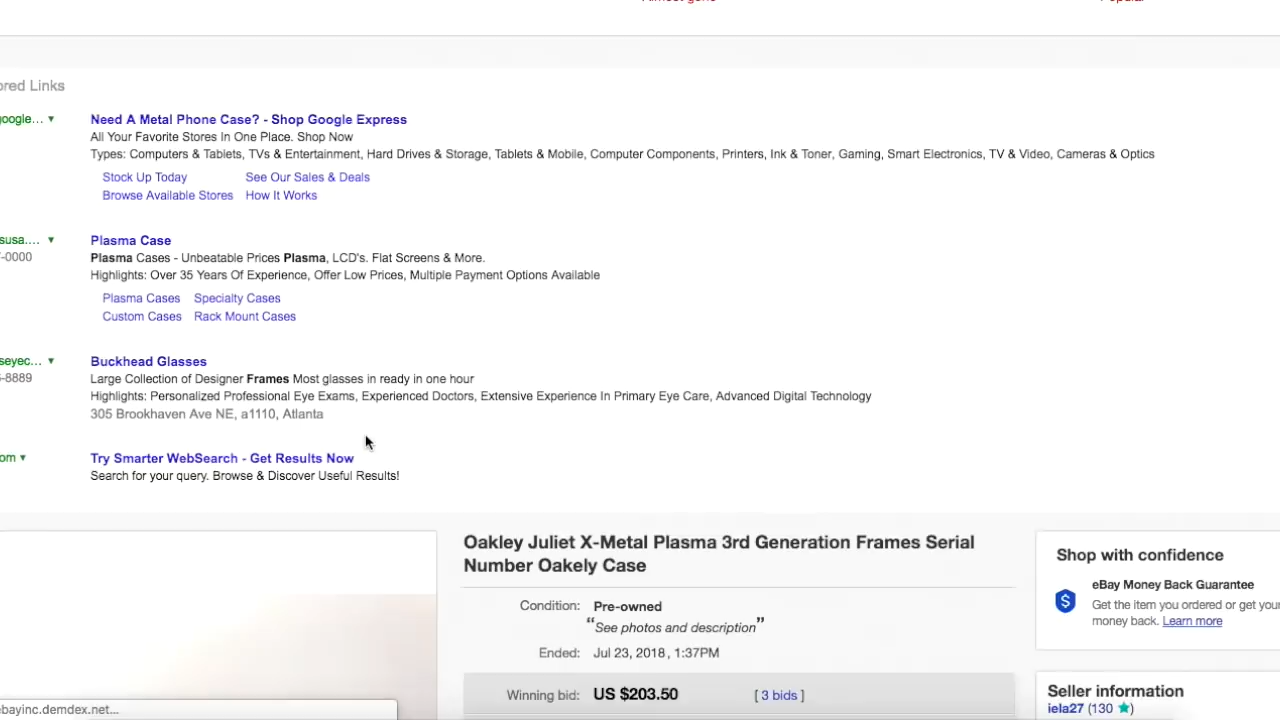 Almost gone
Popular
ored Links
google... ▼
Need A Metal Phone Case? - Shop Google Express
All Your Favorite Stores In One Place. Shop Now
Types: Computers & Tablets, TVs & Entertainment, Hard Drives & Storage, Tablets & Mobile, Computer Components, Printers, Ink & Toner, Gaming, Smart Electronics, TV & Video, Cameras & Optics
Stock Up Today See Our Sales & Deals
Browse Available Stores How It Works
susa.... ▼
Plasma Case
-0000
Plasma Cases - Unbeatable Prices Plasma, LCD's. Flat Screens & More.
Highlights: Over 35 Years Of Experience, Offer Low Prices, Multiple Payment Options Available
Plasma Cases Specialty Cases
Custom Cases Rack Mount Cases
seyec... ▼
Buckhead Glasses
-8889
Large Collection of Designer Frames Most glasses in ready in one hour
Highlights: Personalized Professional Eye Exams, Experienced Doctors, Extensive Experience In Primary Eye Care, Advanced Digital Technology
305 Brookhaven Ave NE, a1110, Atlanta
om ▼
Try Smarter WebSearch - Get Results Now
Search for your query. Browse & Discover Useful Results!
Oakley Juliet X-Metal Plasma 3rd Generation Frames Serial
Number Oakely Case
Condition: Pre-owned
"See photos and description"
Ended: Jul 23, 2018, 1:37PM
Winning bid: US $203.50 [ 3 bids ]
Shop with confidence
eBay Money Back Guarantee
Get the item you ordered or get your
money back. Learn more
Seller information
iela27 (130 ★)
ebayinc.demdex.net...